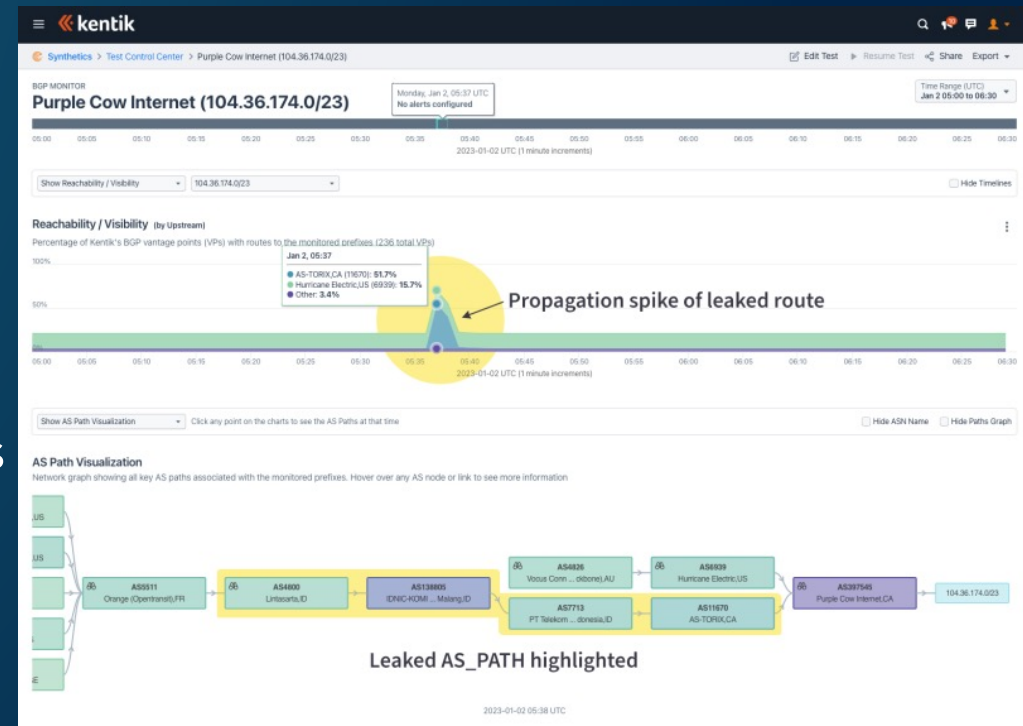 kentik
Synthetics > Test Control Center > Purple Cow Internet (104.36.174.0/23)
Edit Test
Resume Test
Share
Export
BGP MONITOR
Purple Cow Internet (104.36.174.0/23)
Monday, Jan 2, 05:37 UTC
No alerts configured
Time Range (UTC)
Jan 2 05:00 to 06:30
05:00 05:05 05:10 05:15 05:20 05:25 05:30 05:35 05:40 05:45 05:50 05:55 06:00 06:05 06:10 06:15 06:20 06:25 06:30
2023-01-02 UTC (1 minute increments)
Show Reachability / Visibility
104.36.174.0/23
Hide Timelines
Reachability / Visibility (by Upstream)
Percentage of Kentik's BGP vantage points (VPs) with routes to the monitored prefixes (236 total VPs)
100%
Jan 2, 05:37
AS-TORIX,CA (11670): 51.7%
Hurricane Electric,US (6939): 15.7%
Other: 3.4%
50%
Propagation spike of leaked route
05:00 05:05 05:10 05:15 05:20 05:25 05:30 05:35 05:40 05:45 05:50 05:55 06:00 06:05 06:10 06:15 06:20 06:25 06:30
2023-01-02 UTC (1 minute increments)
Show AS Path Visualization
Click any point on the charts to see the AS Paths at that time
Hide ASN Name
Hide Paths Graph
s
AS Path Visualization
Network graph showing all key AS paths associated with the monitored prefixes. Hover over any AS node or link to see more information
,US
US
AS5511
Orange (Opentransit),FR
AS4800
Lintasarta,ID
AS138805
IDNIC-KOMI ... Malang,ID
AS4826
Vocus Conn ... ckbone),AU
AS6939
Hurricane Electric,US
AS7713
PT Telekom ... donesia,ID
AS11670
AS-TORIX,CA
AS397545
Purple Cow Internet,CA
104.36.174.0/23
Leaked AS_PATH highlighted
2023-01-02 05:38 UTC